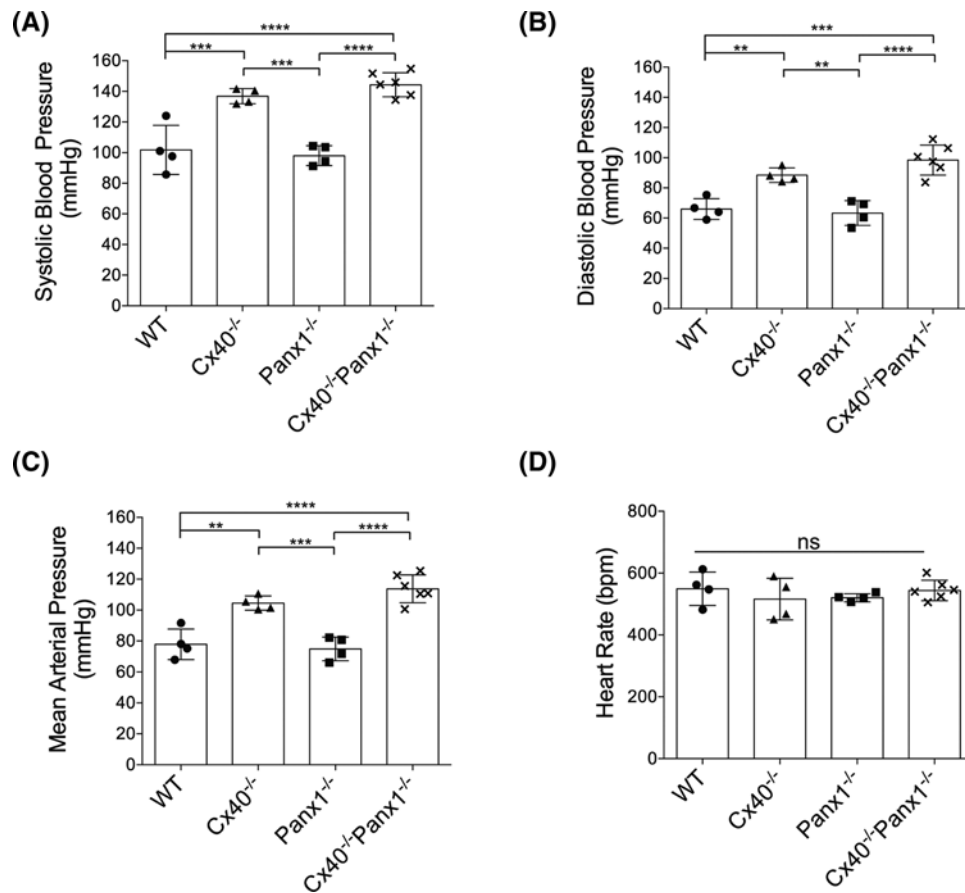 (A)
****
***
****
***
160
140
120
100
80
60
40
20
0
Systolic Blood Pressure
(mmHg)
WT
Cx40-/-
Panx1-/-
Cx40-/-Panx1-/-
(B)
***
**
****
**
160
140
120
100
80
60
40
20
0
Diastolic Blood Pressure
(mmHg)
WT
Cx40-/-
Panx1-/-
Cx40-/-Panx1-/-
(C)
****
**
****
***
160
140
120
100
80
60
40
20
0
Mean Arterial Pressure
(mmHg)
WT
Cx40-/-
Panx1-/-
Cx40-/-Panx1-/-
(D)
ns
800
600
400
200
0
Heart Rate (bpm)
WT
Cx40-/-
Panx1-/-
Cx40-/-Panx1-/-